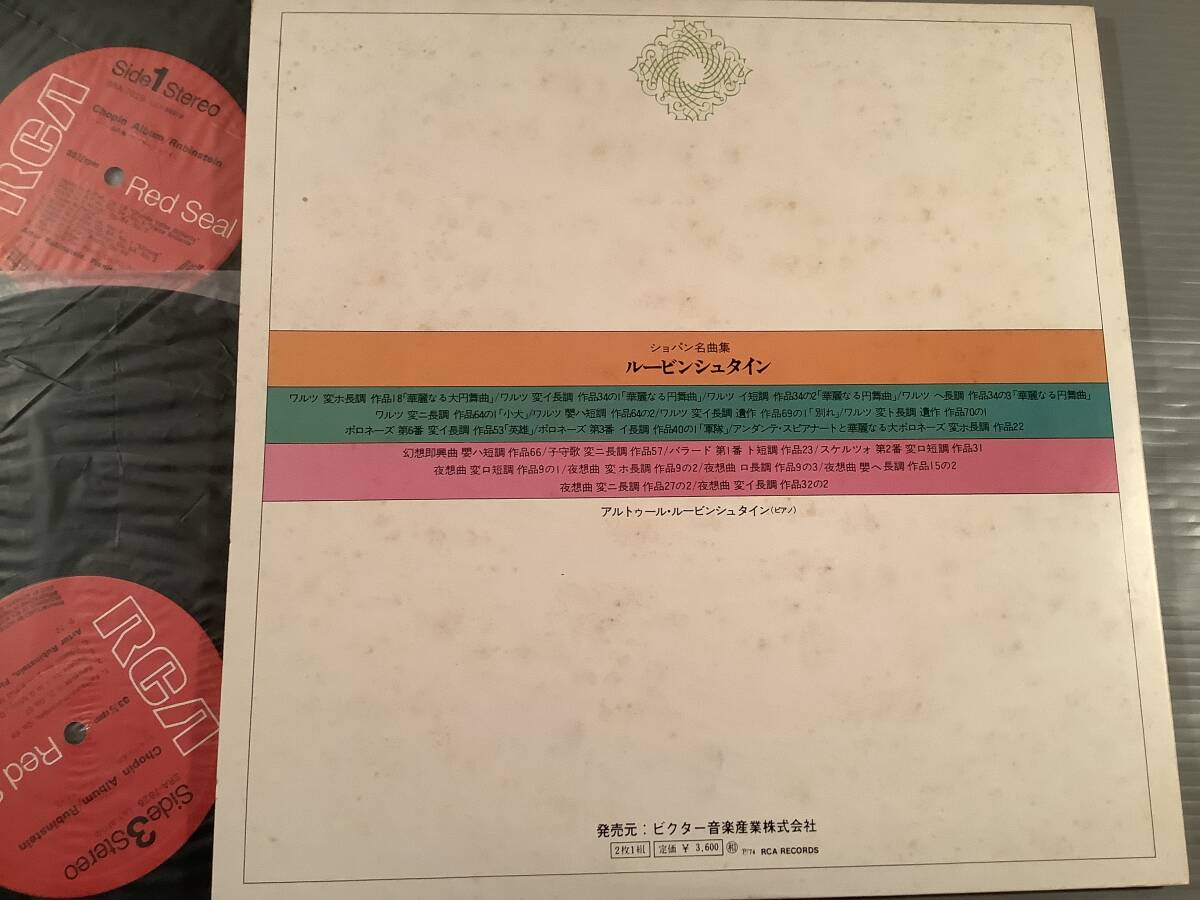 Side 1 Stereo
Chopin Album/Rubinstein
33⅓rpm
RCA Red Seal
ショパン名曲集
ルービンシュタイン
ワルツ 変ホ長調 作品18「華麗なる大円舞曲」/ワルツ 変イ長調 作品34の1「華麗なる円舞曲」/ワルツ イ短調 作品34の2「華麗なる円舞曲」/ワルツ ヘ長調 作品34の3「華麗なる円舞曲」
ワルツ 変ニ長調 作品64の1「小犬」/ワルツ 嬰ハ短調 作品64の2/ワルツ 変イ長調 遺作 作品69の1「別れ」/ワルツ 変ト長調 遺作 作品70の1
ポロネーズ 第6番 変イ長調 作品53「英雄」/ポロネーズ 第3番 イ長調 作品40の1「軍隊」/アンダンテ・スピアナートと華麗なる大ポロネーズ 変ホ長調 作品22
幻想即興曲 嬰ハ短調 作品66/子守歌 変ニ長調 作品57/バラード 第1番 ト短調 作品23/スケルツォ 第2番 変ロ短調 作品31
夜想曲 変ロ短調 作品9の1/夜想曲 変ホ長調 作品9の2/夜想曲 ロ長調 作品9の3/夜想曲 嬰ヘ長調 作品15の2
夜想曲 変ニ長調 作品27の2/夜想曲 変イ長調 作品32の2
アルトゥール・ルービンシュタイン(ピアノ)
発売元:ビクター音楽産業株式会社
2枚1組 定価 ¥ 3,600 RCA RECORDS
RCA Red
33⅓rpm
Chopin Album/Rubinstein
Side 3 Stereo